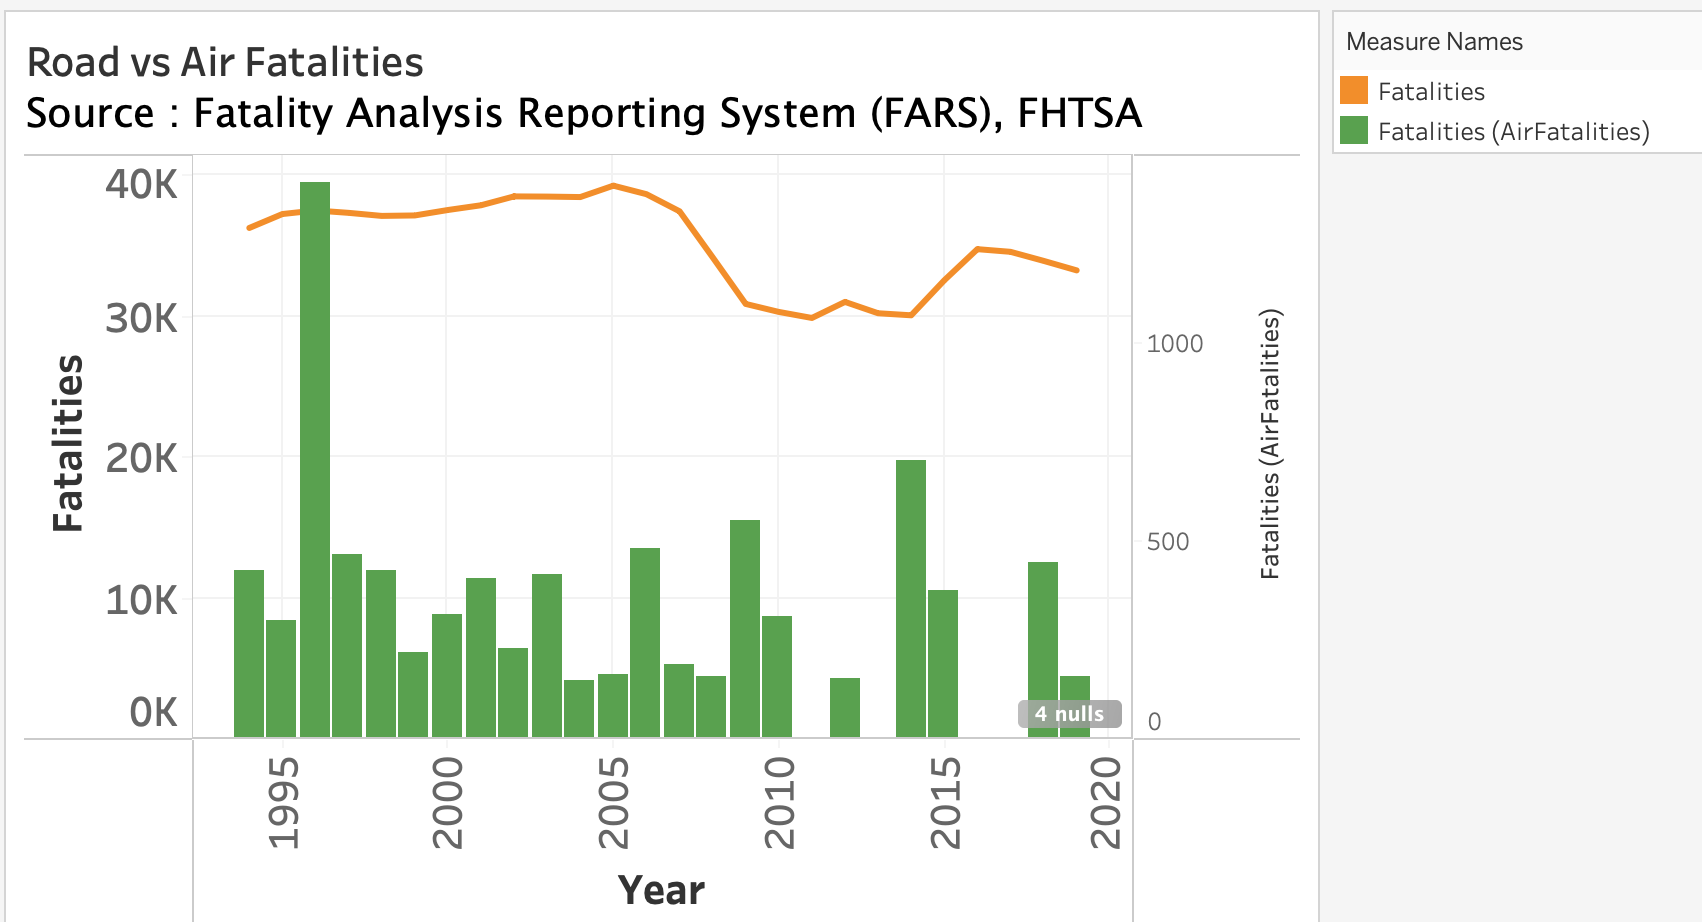 Road vs Air Fatalities
Source : Fatality Analysis Reporting System (FARS), FHTSA
Measure Names
Fatalities
Fatalities (AirFatalities)
40K
30K
20K
10K
0K
Fatalities
1000
500
0
Fatalities (AirFatalities)
4 nulls
1995
2000
2005
2010
2015
2020
Year